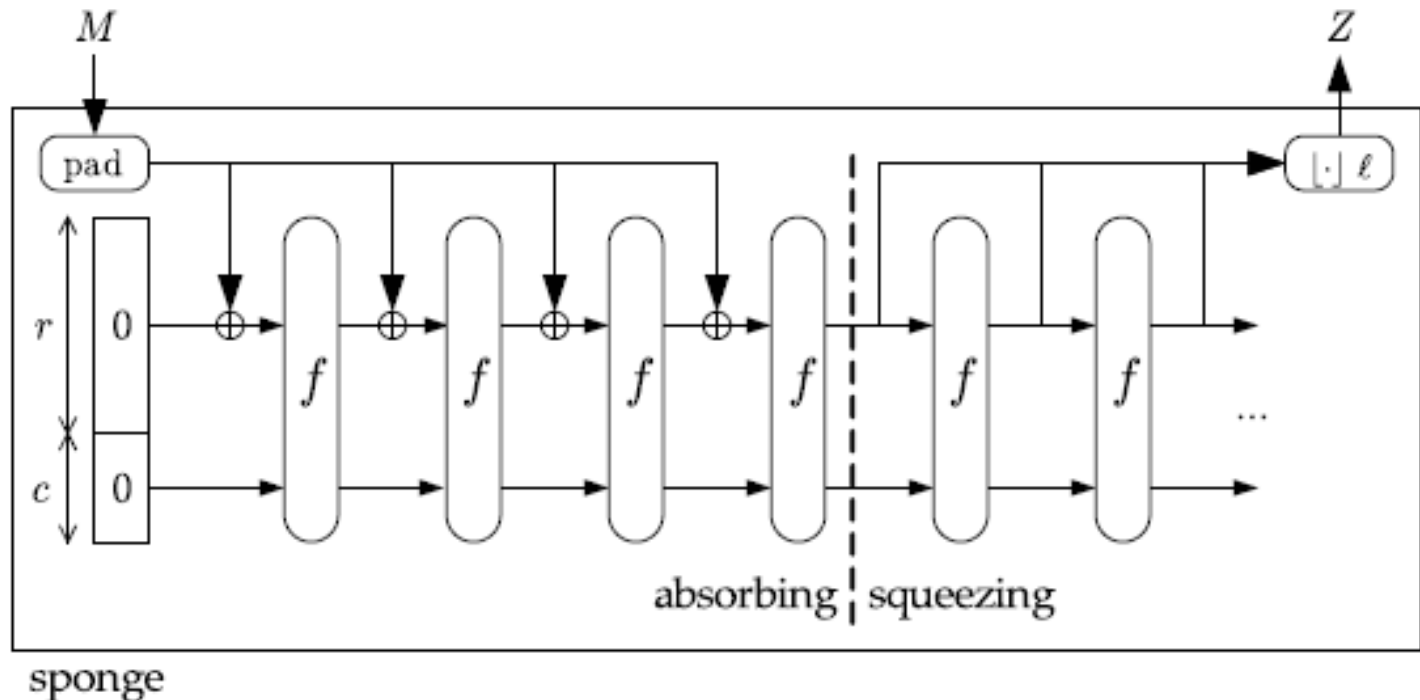 M Z
pad ⌊·⌋ ℓ
r 0 0 c
f f f f f f
...
absorbing squeezing
sponge